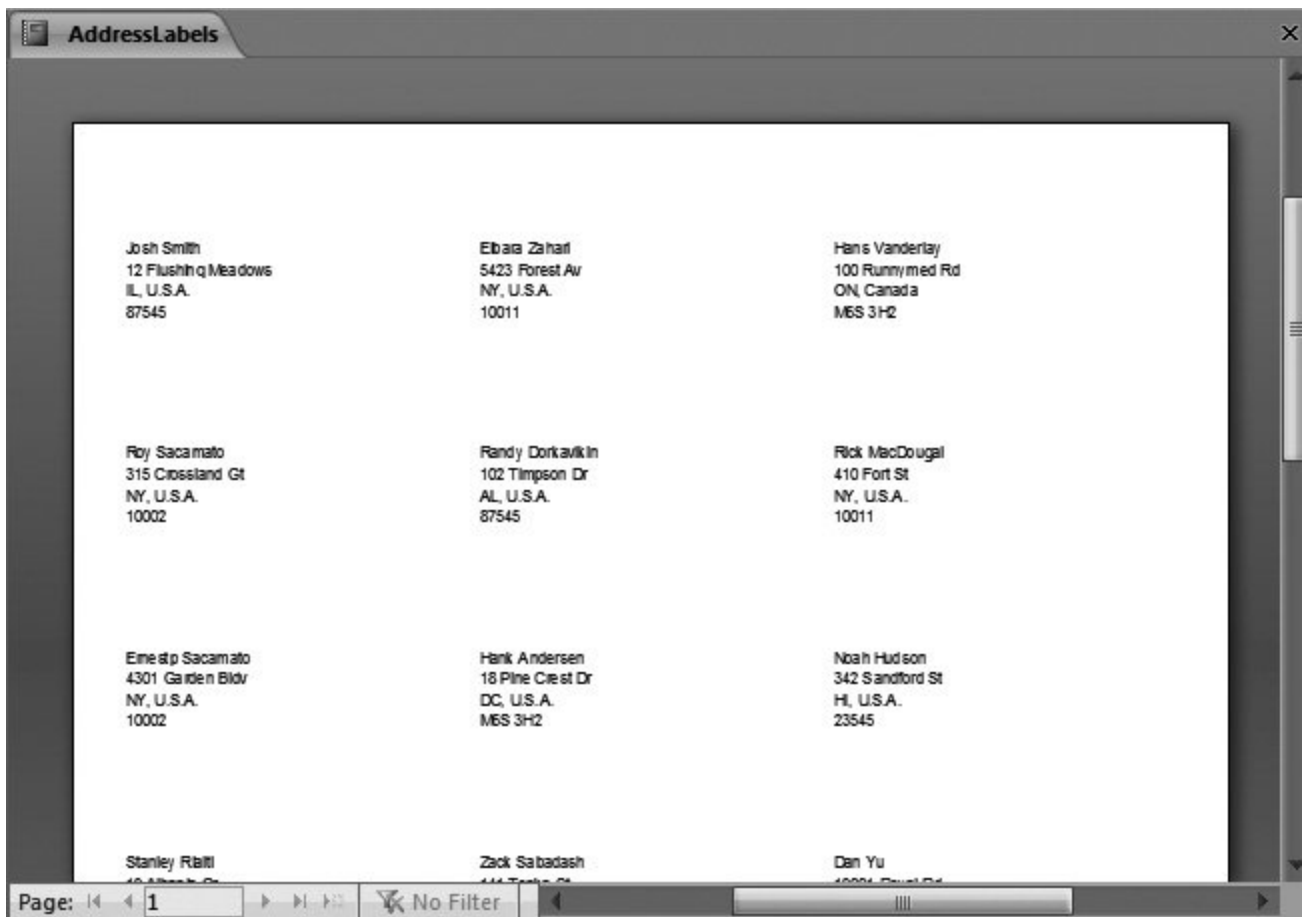 AddressLabels
Josh Smith
12 Flushing Meadows
IL, U.S.A.
87545
Elbara Zahari
5423 Forest Av
NY, U.S.A.
10011
Hans Vanderlay
100 Runnymed Rd
ON, Canada
M6S 3H2
Roy Sacamato
315 Crossland Gt
NY, U.S.A.
10002
Randy Dorkavikin
102 Timpson Dr
AL, U.S.A.
87545
Rick MacDougal
410 Fort St
NY, U.S.A.
10011
Ernestp Sacamato
4301 Garden Bldv
NY, U.S.A.
10002
Hank Andersen
18 Pine Crest Dr
DC, U.S.A.
M6S 3H2
Noah Hudson
342 Sandford St
HI, U.S.A.
23545
Stanley
Zack Sabadash
Dan Yu
Page: 1 No Filter